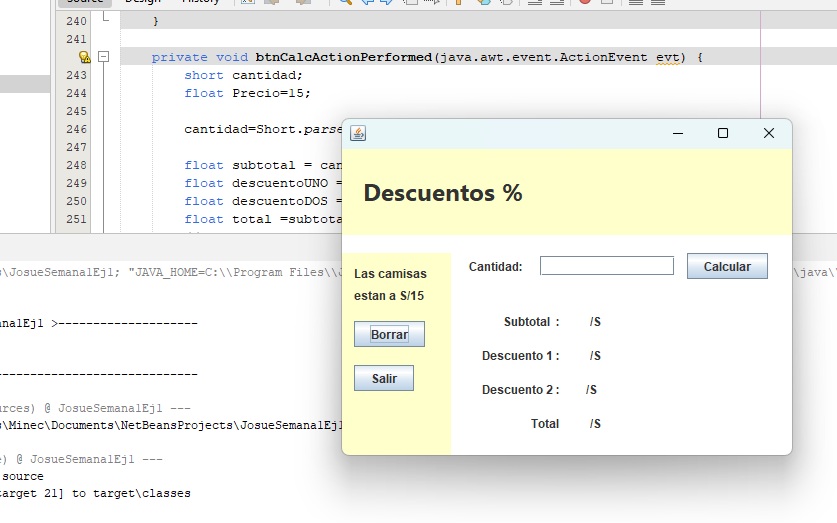 Source Design History
240 }
241
private void btnCalcActionPerformed(java.awt.event.ActionEvent evt) {
243 short cantidad;
244 float Precio=15;
245
246 cantidad=Short.parse
247
248 float subtotal = can
249 float descuentoUNO =
250 float descuentoDOS =
251 float total =subtota
Descuentos %
Las camisas
estan a S/15
Borrar
Salir
Cantidad:
Calcular
Subtotal : /S
Descuento 1 : /S
Descuento 2 : /S
Total /S
s\JosueSemanalEj1; "JAVA_HOME=C:\\Program Files\\J
\java\
nalEj1 >--------------------
----------------------------
urces) @ JosueSemanalEj1 ---
s\Minec\Documents\NetBeansProjects\JosueSemanalEj1
e) @ JosueSemanalEj1 ---
source
target 21] to target\classes